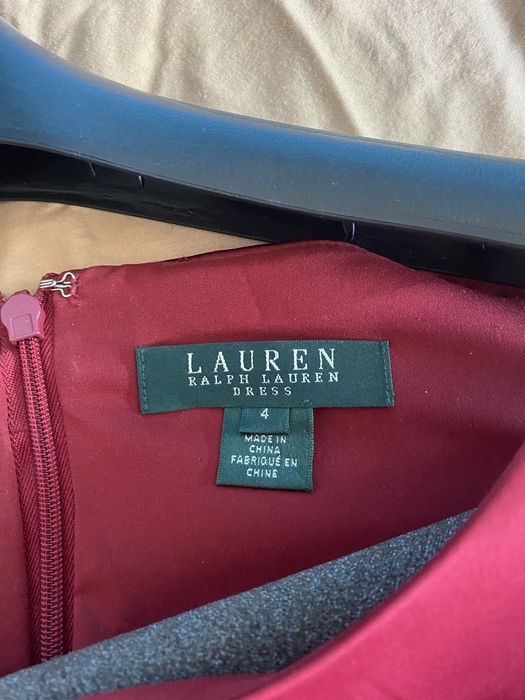 LAUREN
RALPH LAUREN
DRESS
4
MADE IN
CHINA
FABRIQUÉ EN
CHINE